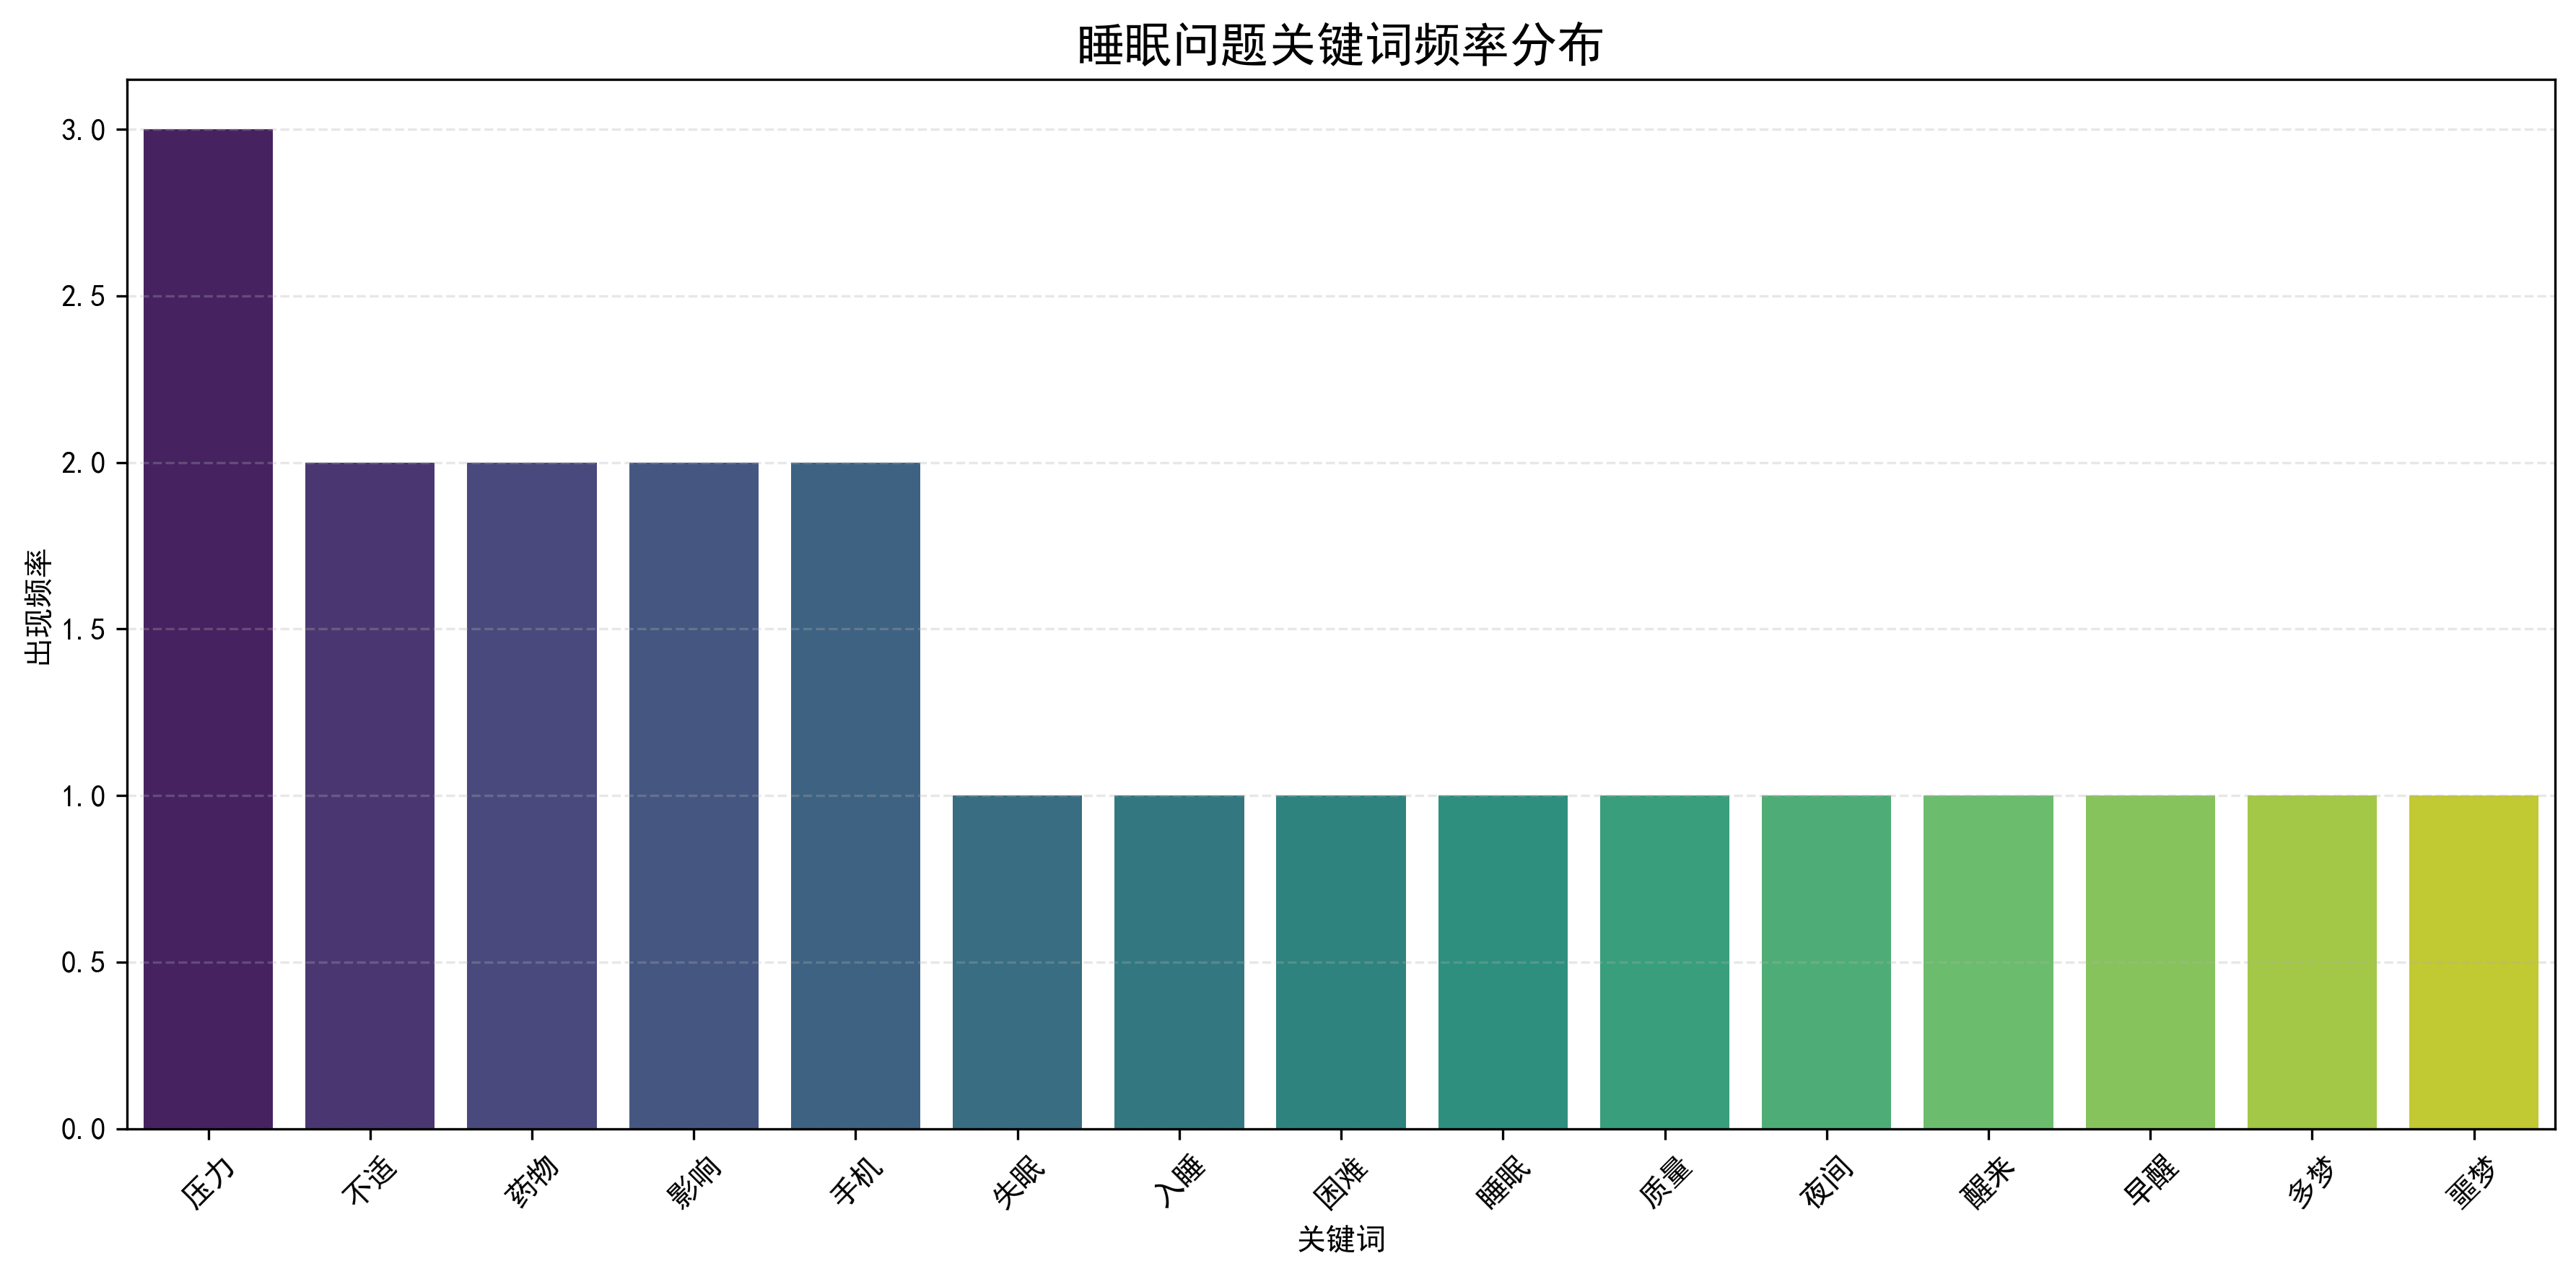 睡眠问题关键词频率分布
3.0
2.5
2.0
1.5
1.0
0.5
0.0
出现频率
压力 不适 药物 影响 手机 失眠 入睡 困难 睡眠 质量 夜间 醒来 早醒 多梦 噩梦
关键词